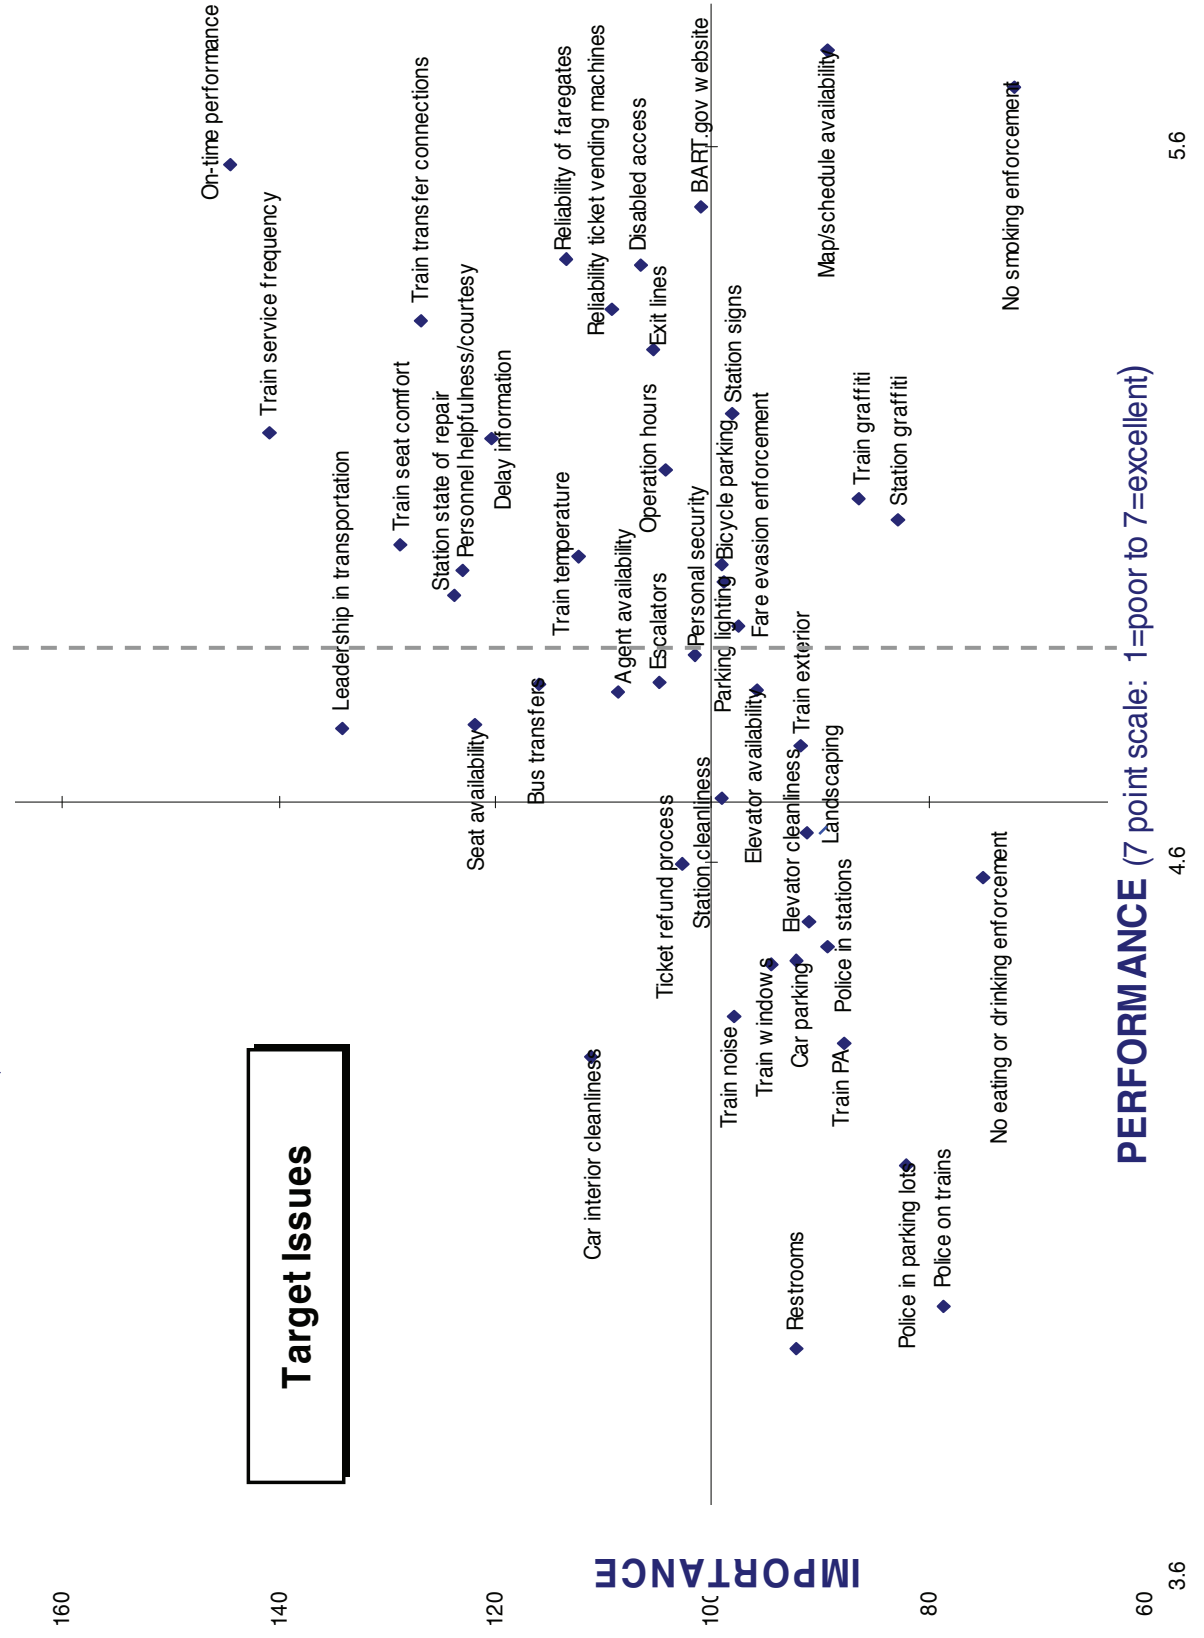 Target Issues
IMPORTANCE
160
140
120
100
80
60
3.6
4.6
5.6
PERFORMANCE (7 point scale: 1=poor to 7=excellent)
On-time performance
Train service frequency
Leadership in transportation
Train transfer connections
Train seat comfort
Station state of repair
Personnel helpfulness/courtesy
Delay information
Seat availability
Bus transfers
Reliability of faregates
Reliability ticket vending machines
Train temperature
Car interior cleanliness
Agent availability
Disabled access
Exit lines
Operation hours
Escalators
Ticket refund process
Personal security
BART.gov website
Station cleanliness
Parking lighting
Bicycle parking
Station signs
Train noise
Fare evasion enforcement
Elevator availability
Train windows
Elevator cleanliness
Train exterior
Car parking
Restrooms
Landscaping
Map/schedule availability
Train PA
Police in stations
Train graffiti
Station graffiti
Police in parking lots
Police on trains
No eating or drinking enforcement
No smoking enforcement